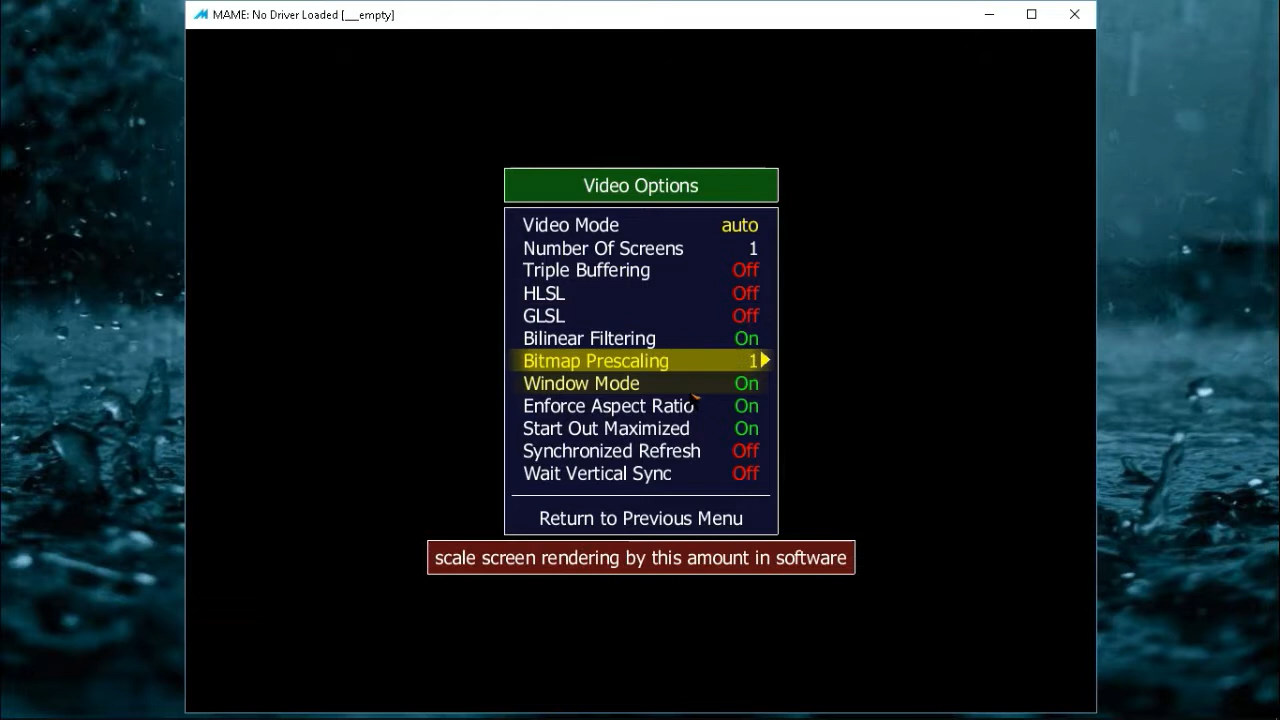 MAME: No Driver Loaded [___empty]
Video Options
Video Mode auto
Number Of Screens 1
Triple Buffering Off
HLSL Off
GLSL Off
Bilinear Filtering On
Bitmap Prescaling 1
Window Mode On
Enforce Aspect Ratio On
Start Out Maximized On
Synchronized Refresh Off
Wait Vertical Sync Off
Return to Previous Menu
scale screen rendering by this amount in software